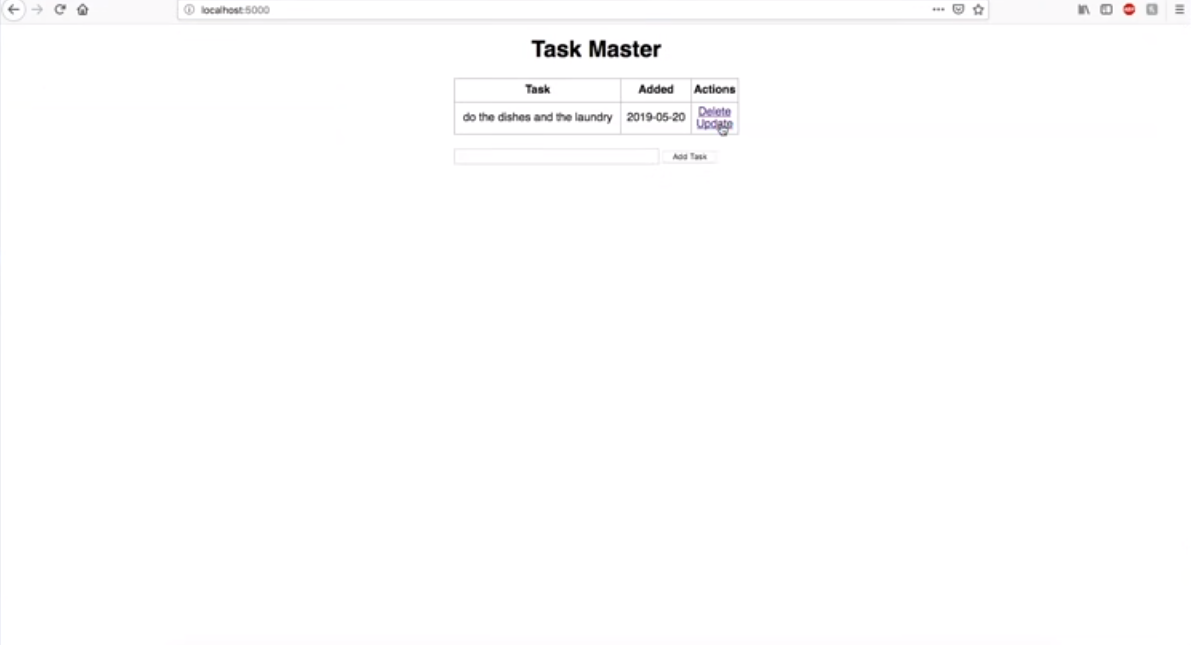 localhost:5000
Task Master
Task Added Actions
do the dishes and the laundry 2019-05-20 Delete
Update
Add Task